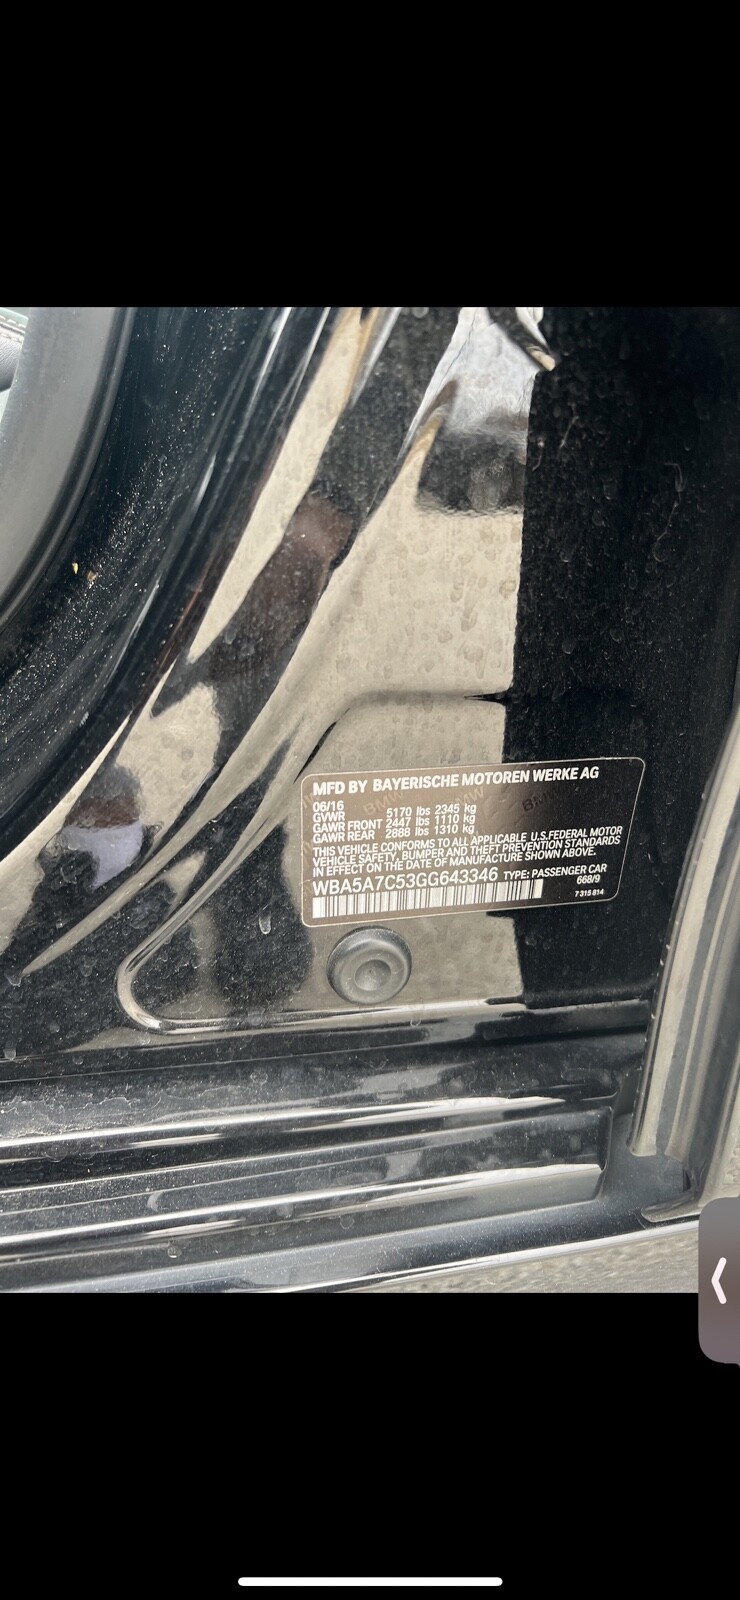 MFD BY BAYERISCHE MOTOREN WERKE AG
06/16
GVWR 5170 lbs 2345 kg
GAWR FRONT 2447 lbs 1110 kg
GAWR REAR 2888 lbs 1310 kg
THIS VEHICLE CONFORMS TO ALL APPLICABLE U.S.FEDERAL MOTOR
VEHICLE SAFETY, BUMPER AND THEFT PREVENTION STANDARDS
IN EFFECT ON THE DATE OF MANUFACTURE SHOWN ABOVE.
WBA5A7C53GG643346 TYPE: PASSENGER CAR
668/9
7 315 814